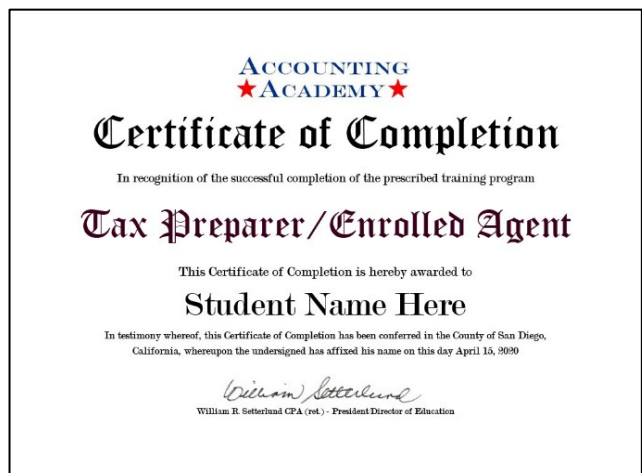 ACCOUNTING
ACADEMY
Certificate of Completion
In recognition of the successful completion of the prescribed training program
Tax Preparer/Enrolled Agent
This Certificate of Completion is hereby awarded to
Student Name Here
In testimony whereof, this Certificate of Completion has been conferred in the County of San Diego,
California, whereupon the undersigned has affixed his name on this day April 15, 2020
William Setterlund
William R. Setterlund CPA (ret.) - President/Director of Education